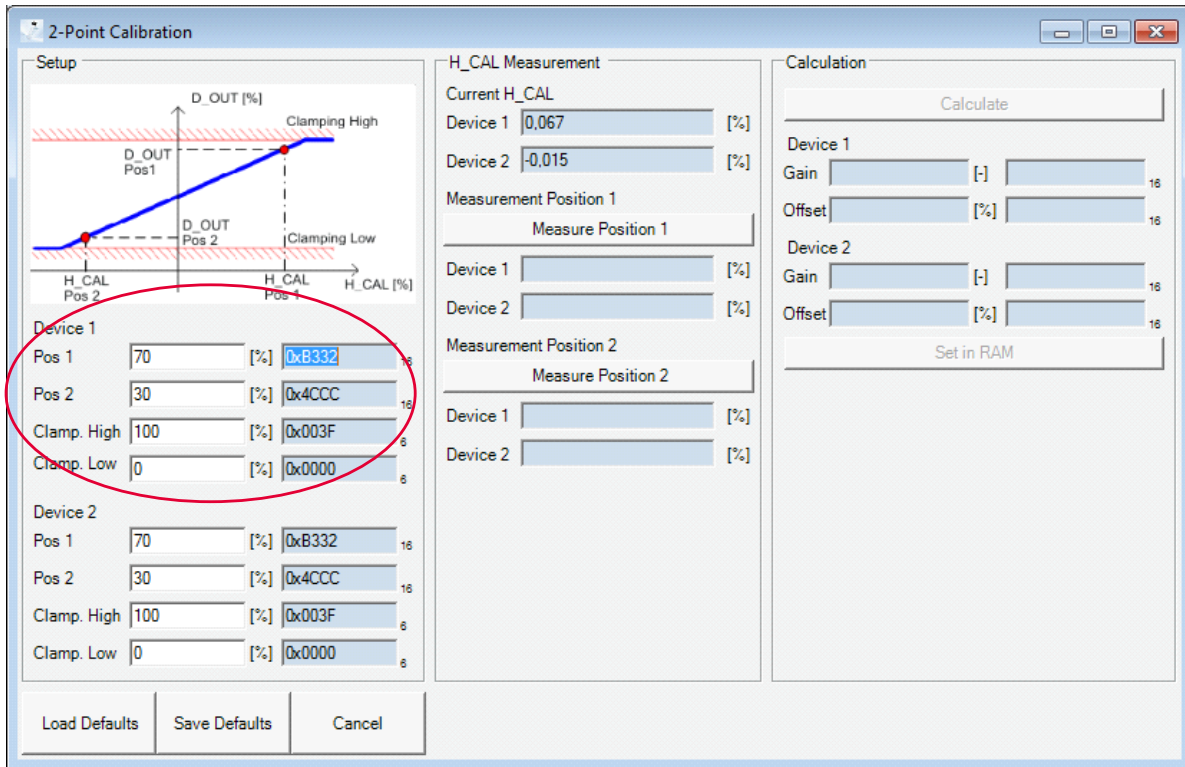 2-Point Calibration
Setup
D_OUT [%]
Clamping High
D_OUT
Pos1
D_OUT
Pos 2
Clamping Low
H_CAL
Pos 2
H_CAL
Pos 1
H_CAL [%]
Device 1
Pos 1 70 [%] 0xB332 16
Pos 2 30 [%] 0x4CCC 16
Clamp. High 100 [%] 0x003F 6
Clamp. Low 0 [%] 0x0000 6
Device 2
Pos 1 70 [%] 0xB332 16
Pos 2 30 [%] 0x4CCC 16
Clamp. High 100 [%] 0x003F 6
Clamp. Low 0 [%] 0x0000 6
Load Defaults Save Defaults Cancel
H_CAL Measurement
Current H_CAL
Device 1 0,067 [%]
Device 2 -0,015 [%]
Measurement Position 1
Measure Position 1
Device 1 [%]
Device 2 [%]
Measurement Position 2
Measure Position 2
Device 1 [%]
Device 2 [%]
Calculation
Calculate
Device 1
Gain [-] 16
Offset [%] 16
Device 2
Gain [-] 16
Offset [%] 16
Set in RAM